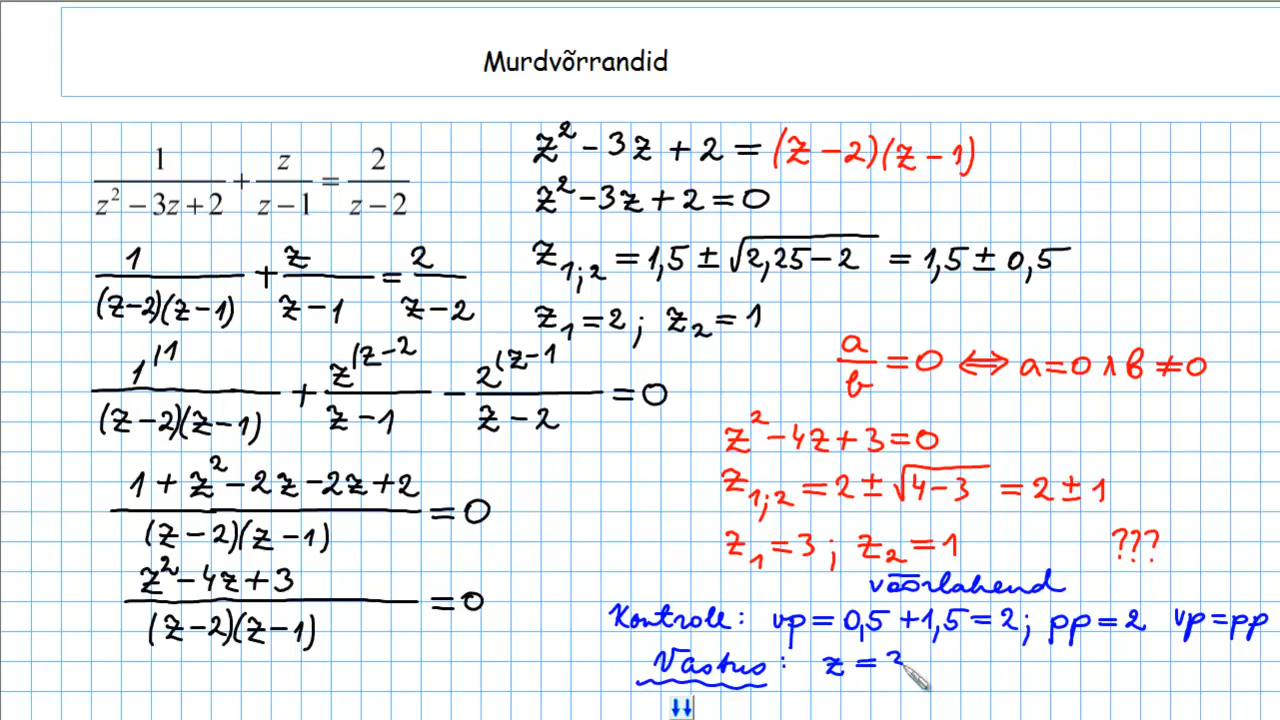 Murdvõrrandid
1/(z² − 3z + 2) + z/(z − 1) = 2/(z − 2)
1/((z−2)(z−1)) + z/(z−1) = 2/(z−2)
1⁽¹/((z−2)(z−1)) + z⁽ᶻ⁻²/(z−1) − 2⁽ᶻ⁻¹/(z−2) = 0
(1 + z² − 2z − 2z + 2)/((z−2)(z−1)) = 0
(z² − 4z + 3)/((z−2)(z−1)) = 0
z² − 3z + 2 = (z − 2)(z − 1)
z² − 3z + 2 = 0
z₁;₂ = 1,5 ± √(2,25 − 2) = 1,5 ± 0,5
z₁ = 2 ; z₂ = 1
a/b = 0 ⟺ a = 0 ∧ b ≠ 0
z² − 4z + 3 = 0
z₁;₂ = 2 ± √(4 − 3) = 2 ± 1
z₁ = 3 ; z₂ = 1 ???
võõrlahend
Kontroll: vp = 0,5 + 1,5 = 2 ; pp = 2 vp = pp
Vastus : z =